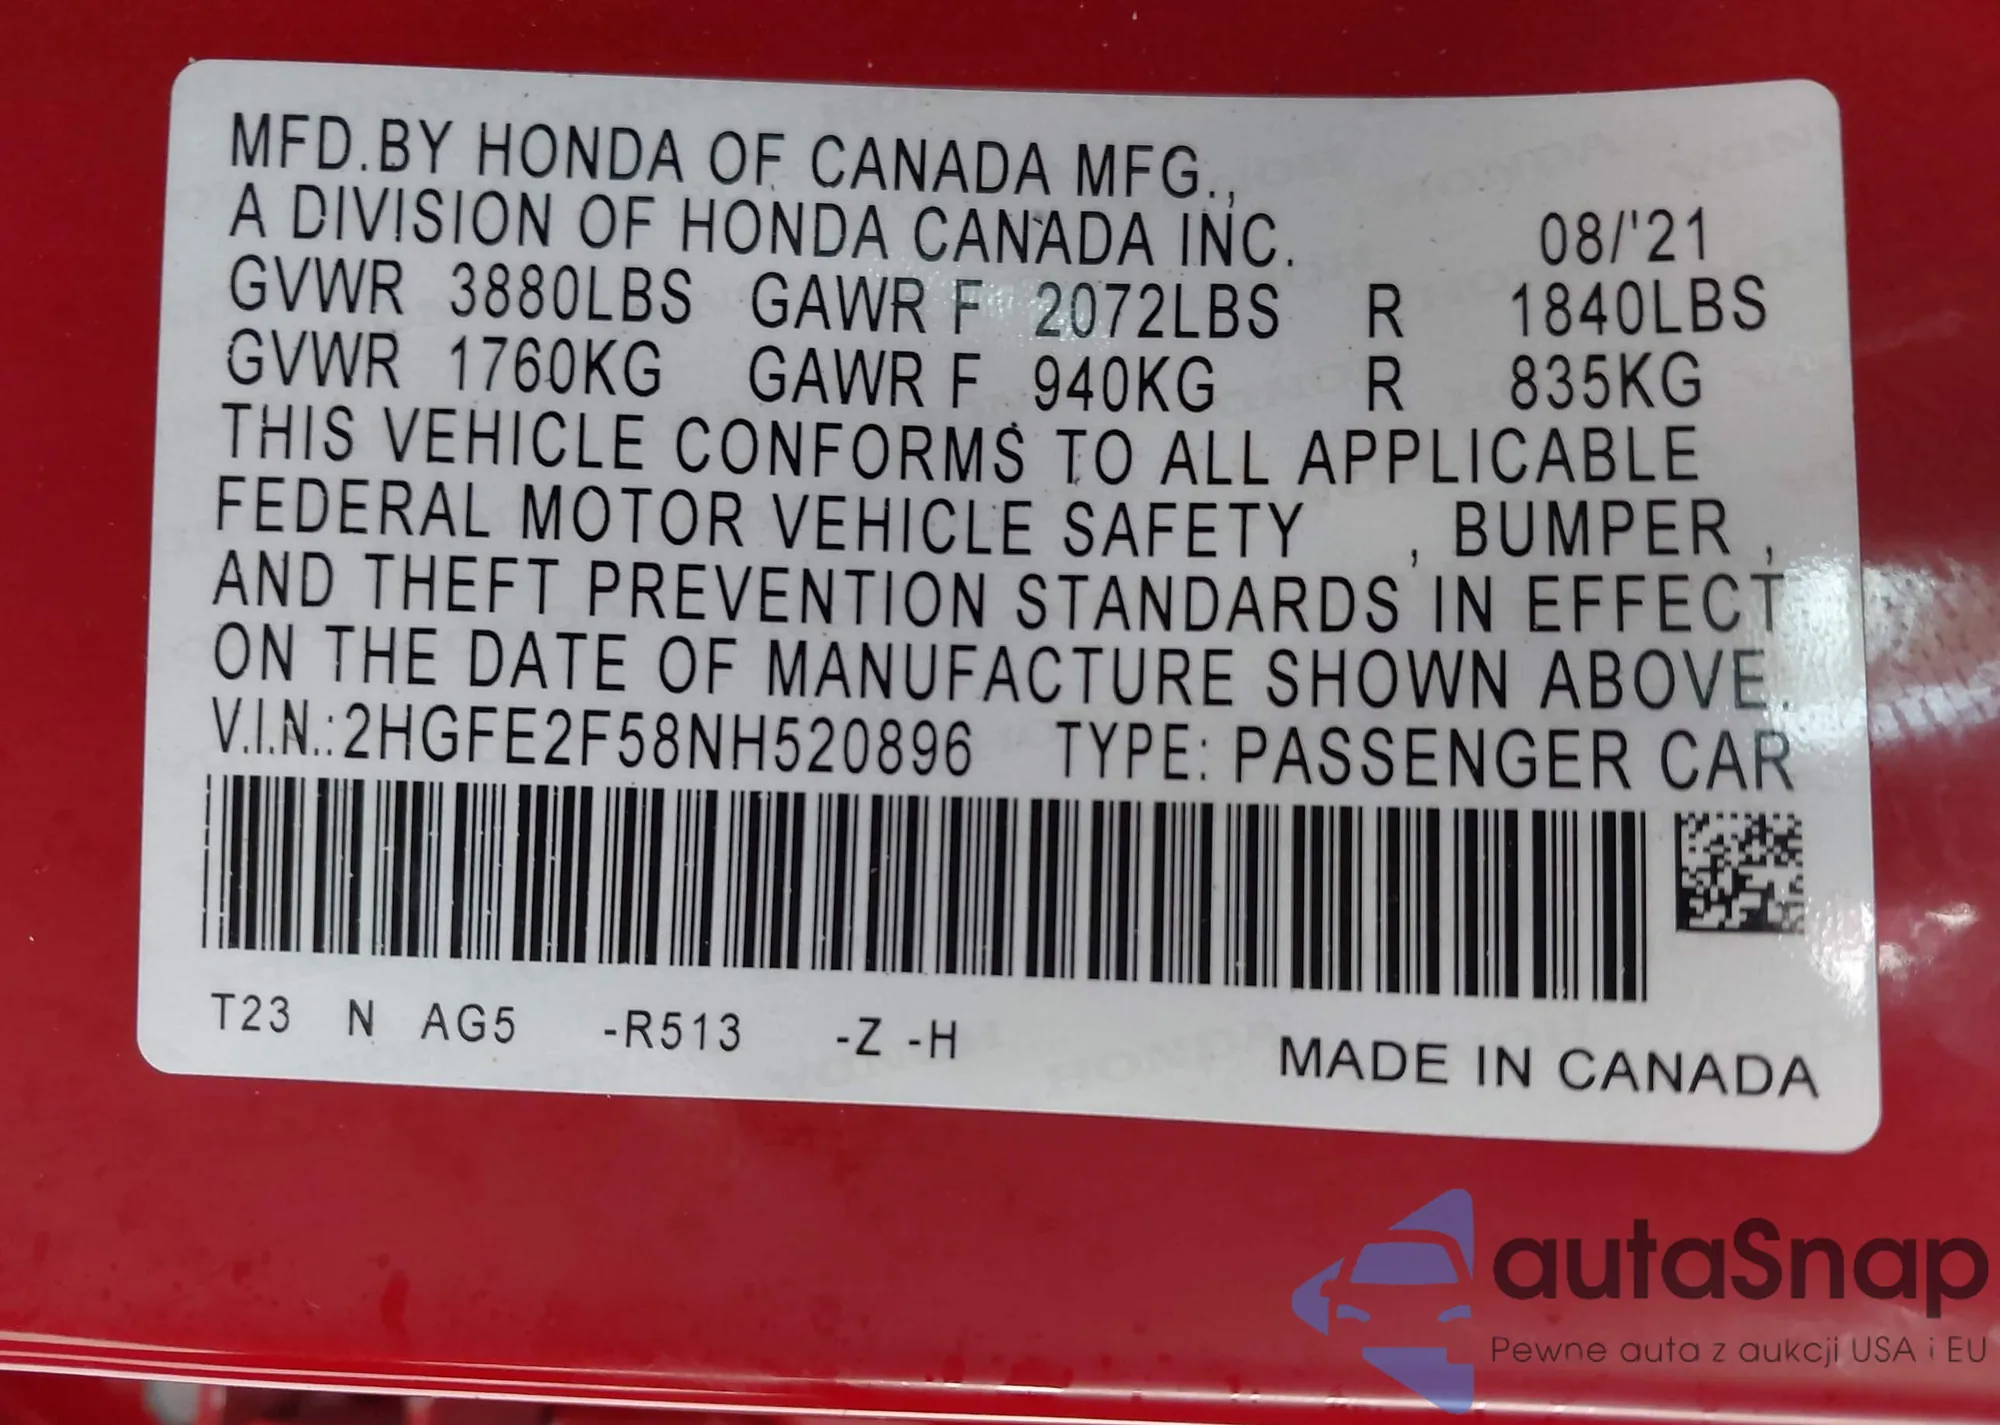 MFD.BY HONDA OF CANADA MFG.,
A DIVISION OF HONDA CANADA INC. 08/'21
GVWR 3880LBS GAWR F 2072LBS R 1840LBS
GVWR 1760KG GAWR F 940KG R 835KG
THIS VEHICLE CONFORMS TO ALL APPLICABLE
FEDERAL MOTOR VEHICLE SAFETY , BUMPER ,
AND THEFT PREVENTION STANDARDS IN EFFECT
ON THE DATE OF MANUFACTURE SHOWN ABOVE.
V.I.N.:2HGFE2F58NH520896 TYPE: PASSENGER CAR
T23 N AG5 -R513 -Z -H
MADE IN CANADA
autaSnap
Pewne auta z aukcji USA i EU